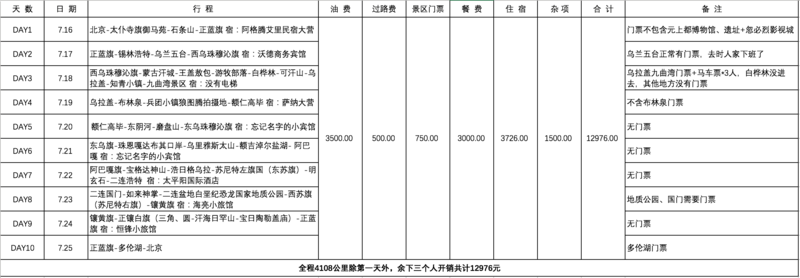 天 数 日 期 行 程 油 费 过路费 景区门票 餐 费 住 宿 杂 项 合 计 备 注
DAY1 7.16 北京-太仆寺旗御马苑-石条山-正蓝旗 宿：阿格腾艾里民宿大营 门票不包含元上都博物馆、遗址+忽必烈影视城
DAY2 7.17 正蓝旗-锡林浩特-乌兰五台-西乌珠穆沁旗 宿：沃德商务宾馆 乌兰五台正常有门票，去时人家下班了
DAY3 7.18 西乌珠穆沁旗-蒙古汗城-王盖敖包-游牧部落-白桦林-可汗山-乌
拉盖-知青小镇-九曲湾景区 宿：没有电梯
乌拉盖九曲湾门票+马车票*3人，白桦林没进
去，其他地方没有门票
DAY4 7.19 乌拉盖-布林泉-兵团小镇狼图腾拍摄地-额仁高毕 宿：萨纳大营 不含布林泉门票
DAY5 7.20 额仁高毕-东阴河-磨盘山-东乌珠穆沁旗 宿：忘记名字的小宾馆 无门票
3500.00 500.00 750.00 3000.00 3726.00 1500.00 12976.00
DAY6 7.21 东乌旗-珠恩嘎达布其口岸-乌里雅斯太山-额吉淖尔盐湖- 阿巴
嘎 宿：忘记名字的小宾馆
无门票
DAY7 7.22 阿巴嘎旗-宝格达神山-浩日格乌拉-苏尼特左旗国（东苏旗）-明
玄石-二连浩特 宿：太平阳国际酒店
无门票
DAY8 7.23 二连国门-如来神掌-二连盆地白垩纪恐龙国家地质公园-西苏旗
（苏尼特右旗）-镶黄旗 宿：海亮小旅馆
地质公园、国门需要门票
DAY9 7.24 镶黄旗-正镶白旗（三角、圆-汗海日罕山-宝日陶勒盖庙）-正蓝
旗 宿：恒锋小旅馆
无门票
DAY10 7.25 正蓝旗-多伦湖-北京 多伦湖门票
全程4108公里除第一天外，余下三个人开销共计12976元